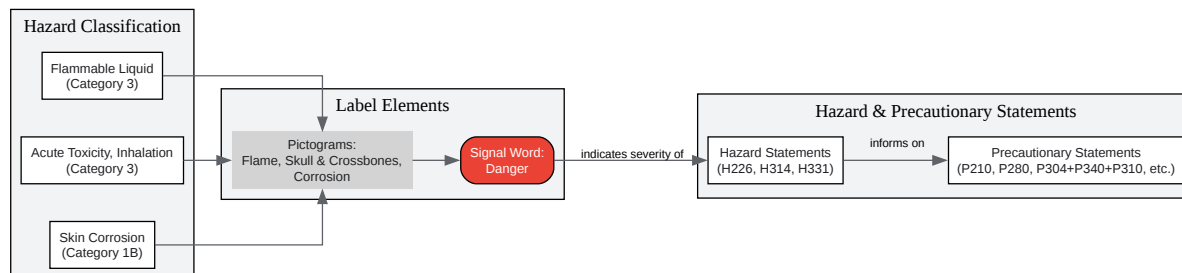 Hazard Classification
Flammable Liquid
(Category 3)
Acute Toxicity, Inhalation
(Category 3)
Skin Corrosion
(Category 1B)
Label Elements
Pictograms:
Flame, Skull & Crossbones,
Corrosion
Signal Word:
Danger
indicates severity of
Hazard & Precautionary Statements
Hazard Statements
(H226, H314, H331)
informs on
Precautionary Statements
(P210, P280, P304+P340+P310, etc.)